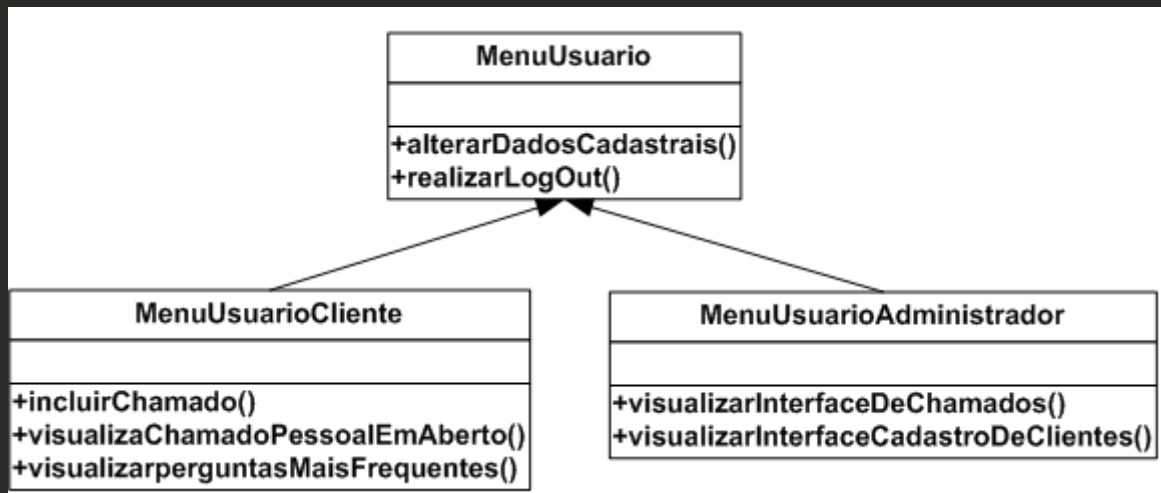 MenuUsuario
+alterarDadosCadastrais()
+realizarLogOut()
MenuUsuarioCliente
+incluirChamado()
+visualizaChamadoPessoalEmAberto()
+visualizarperguntasMaisFrequentes()
MenuUsuarioAdministrador
+visualizarInterfaceDeChamados()
+visualizarInterfaceCadastroDeClientes()